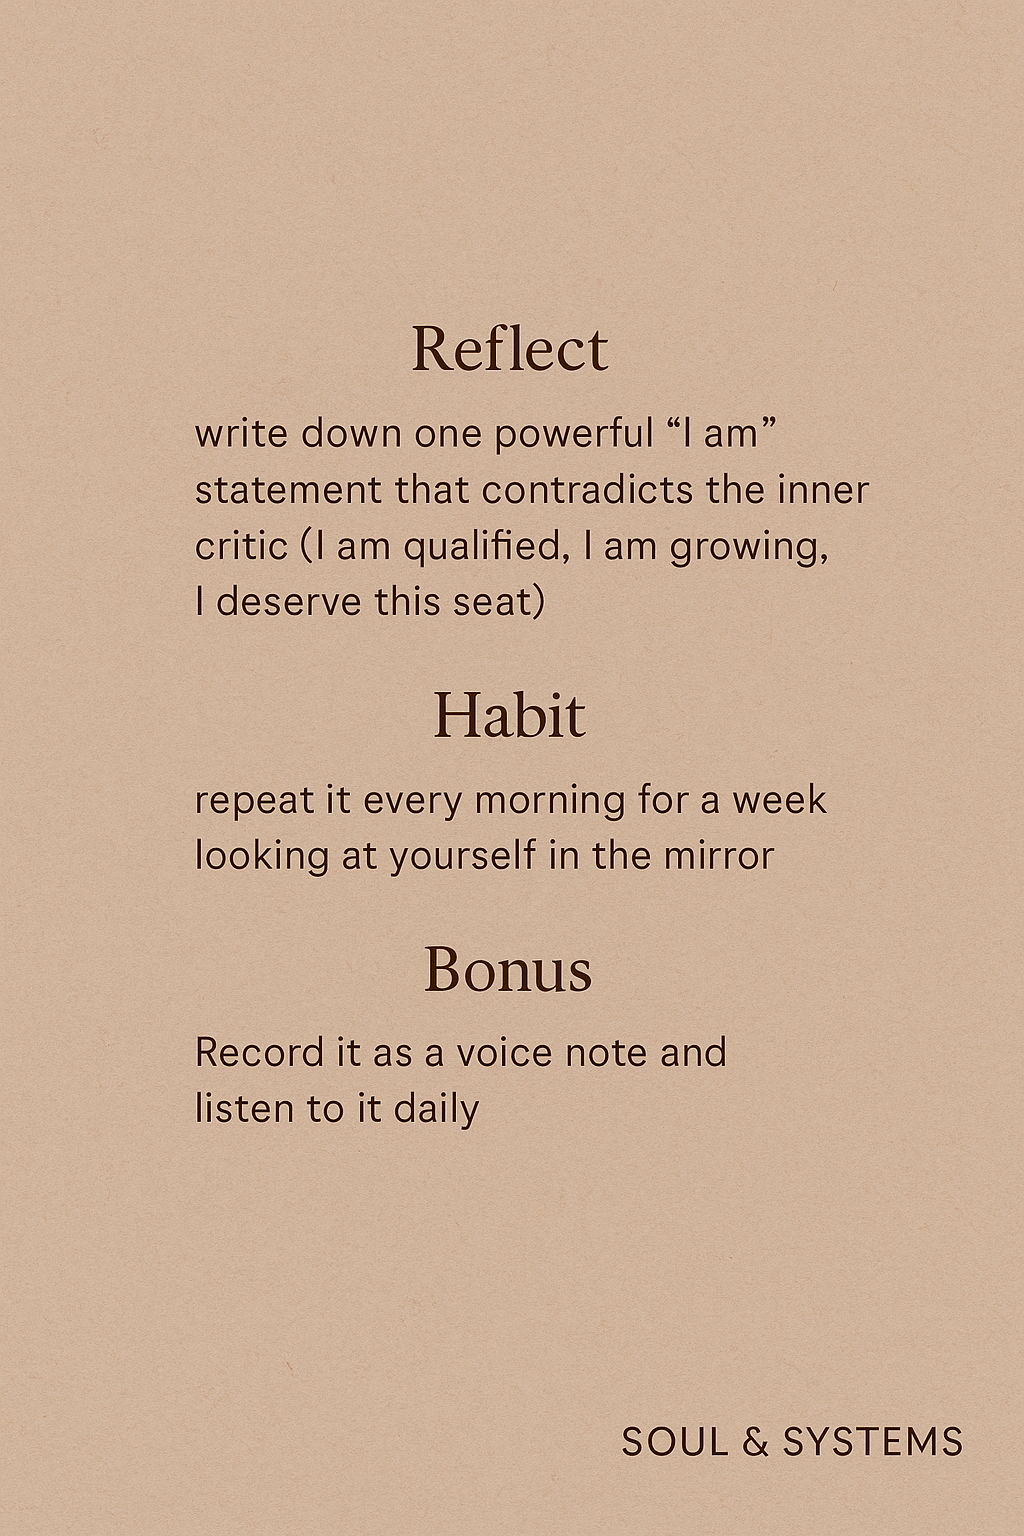 Reflect
write down one powerful “I am”
statement that contradicts the inner
critic (I am qualified, I am growing,
I deserve this seat)
Habit
repeat it every morning for a week
looking at yourself in the mirror
Bonus
Record it as a voice note and
listen to it daily
SOUL & SYSTEMS